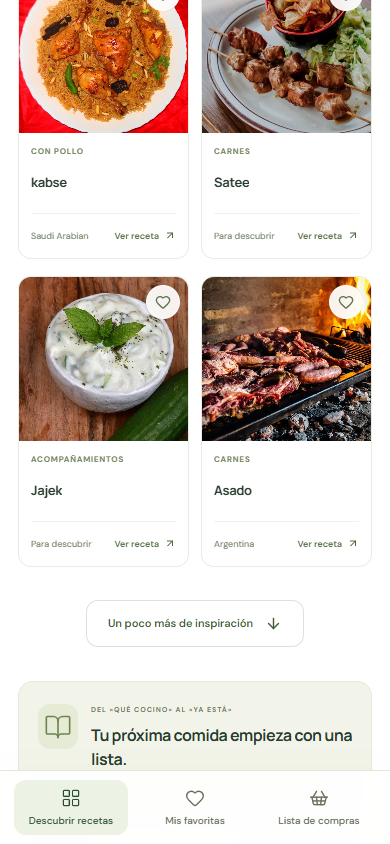 CON POLLO
kabse
Saudi Arabian
Ver receta
CARNES
Satee
Para descubrir
Ver receta
ACOMPAÑAMIENTOS
Jajek
Para descubrir
Ver receta
CARNES
Asado
Argentina
Ver receta
Un poco más de inspiración
DEL «QUÉ COCINO» AL «YA ESTÁ»
Tu próxima comida empieza con una
lista.
Descubrir recetas
Mis favoritas
Lista de compras